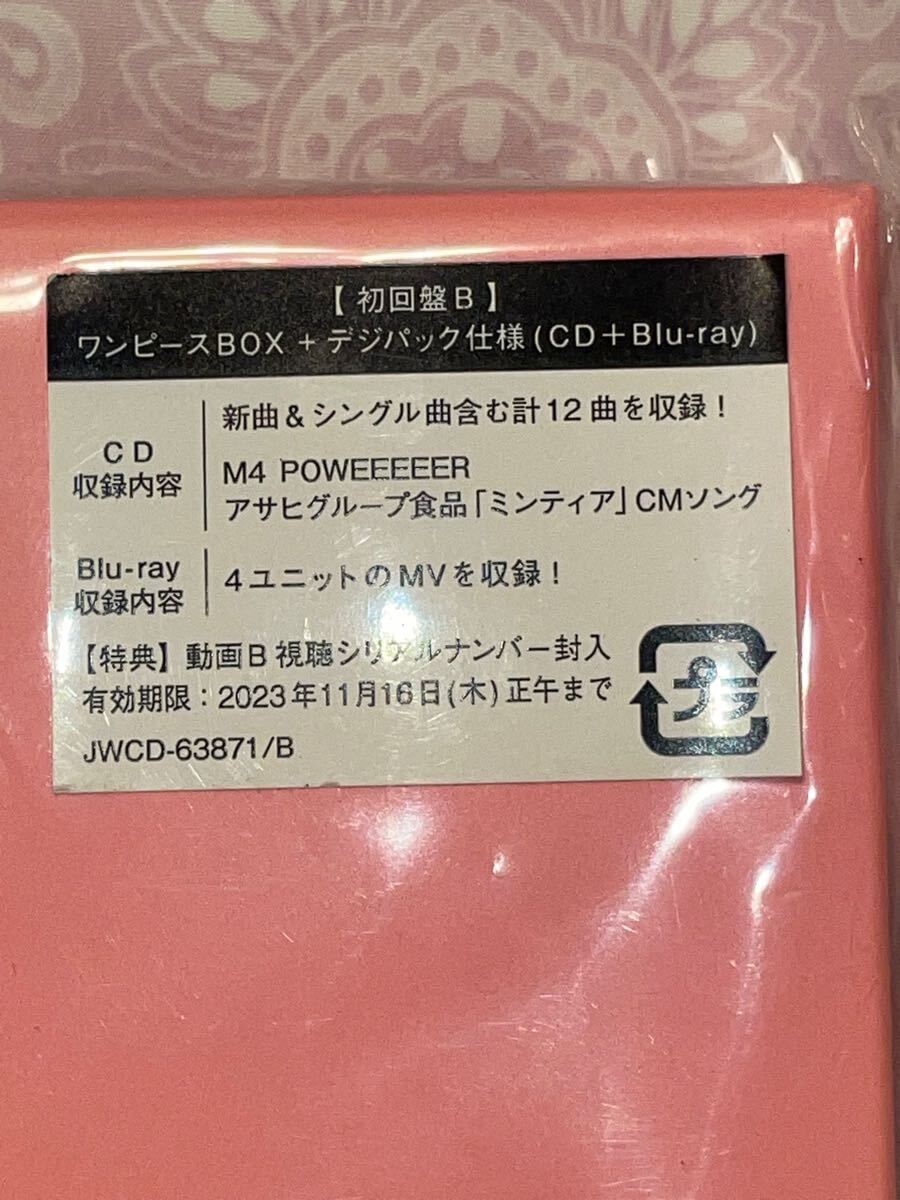 【初回盤B】
ワンピースBOX + デジパック仕様(CD+Blu-ray)
CD
収録内容
新曲&シングル曲含む計12曲を収録!
M4 POWEEEEEER
アサヒグループ食品「ミンティア」CMソング
Blu-ray
収録内容
4ユニットのMVを収録!
【特典】動画B視聴シリアルナンバー封入
有効期限:2023年11月16日(木)正午まで
JWCD-63871/B
プラ